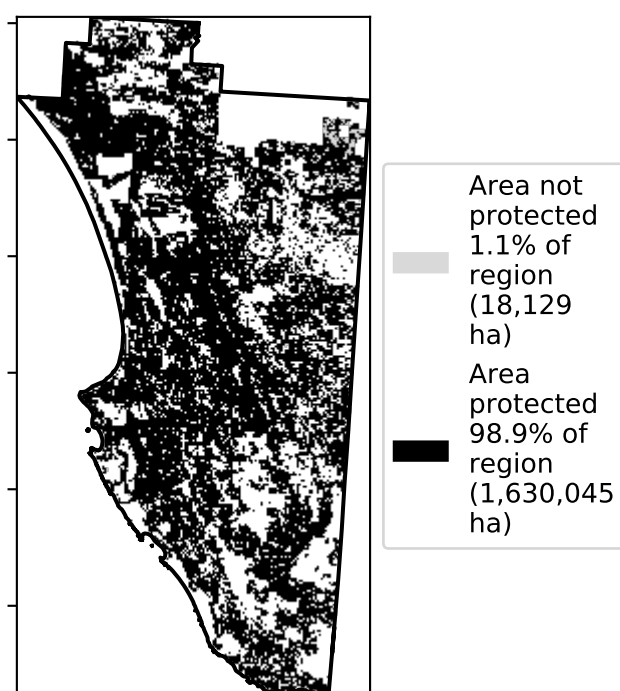 Area not
protected
1.1% of
region
(18,129
ha)
Area
protected
98.9% of
region
(1,630,045
ha)